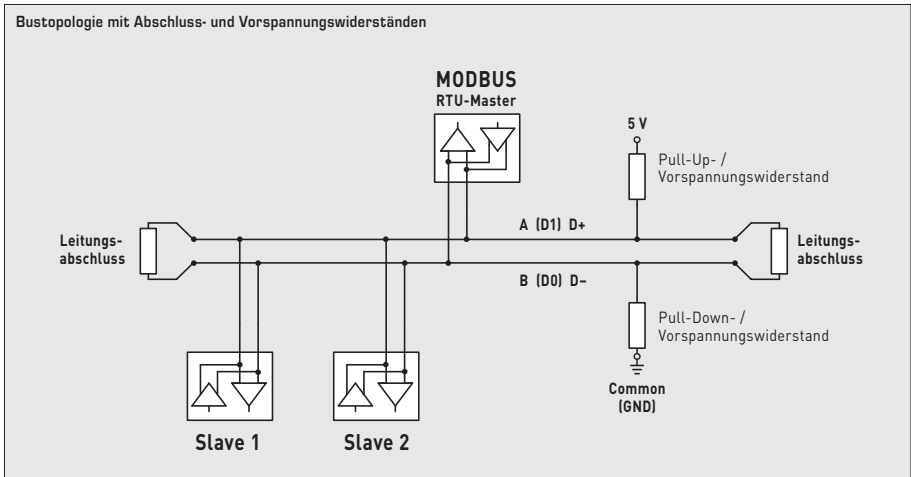 Bustopologie mit Abschluss- und Vorspannungswiderständen
MODBUS
RTU-Master
5 V
Pull-Up- /
Vorspannungswiderstand
A (D1) D+
Leitungs-
abschluss
Leitungs-
abschluss
B (D0) D–
Pull-Down- /
Vorspannungswiderstand
Common
(GND)
Slave 1
Slave 2